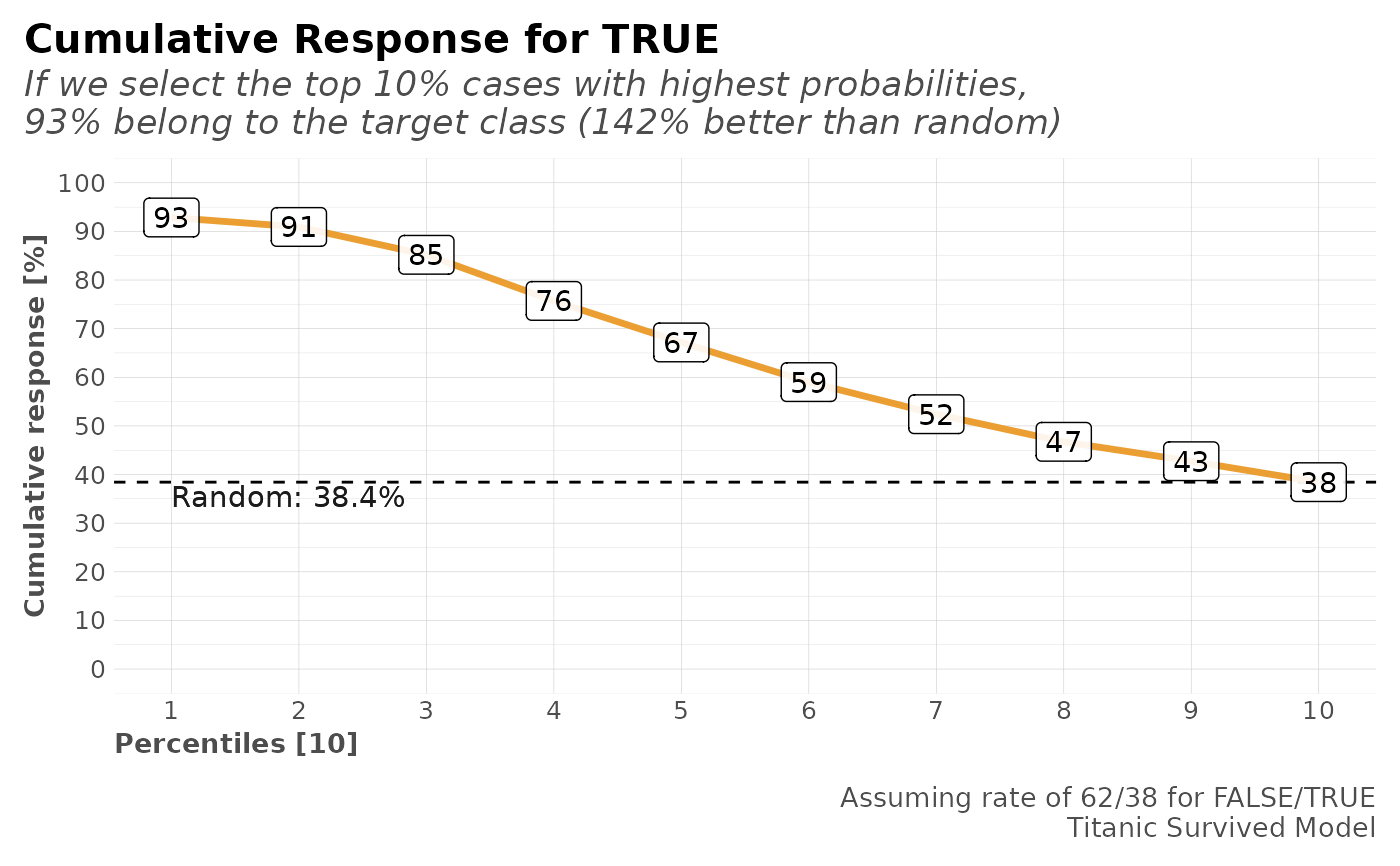 Cumulative Response for TRUE
If we select the top 10% cases with highest probabilities,
93% belong to the target class (142% better than random)
Cumulative response [%]
100
90
80
70
60
50
40
30
20
10
0
93
91
85
76
67
59
52
47
43
38
Random: 38.4%
1 2 3 4 5 6 7 8 9 10
Percentiles [10]
Assuming rate of 62/38 for FALSE/TRUE
Titanic Survived Model